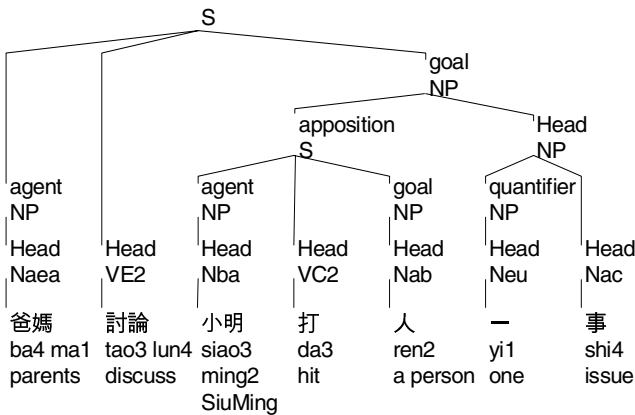 S
goal
NP
apposition Head
S NP
agent agent goal quantifier
NP NP NP NP
Head Head Head Head Head Head Head
Naea VE2 Nba VC2 Nab Neu Nac
爸媽 討論 小明 打 人 一 事
ba4 ma1 tao3 lun4 siao3 da3 ren2 yi1 shi4
parents discuss ming2 hit a person one issue
SiuMing